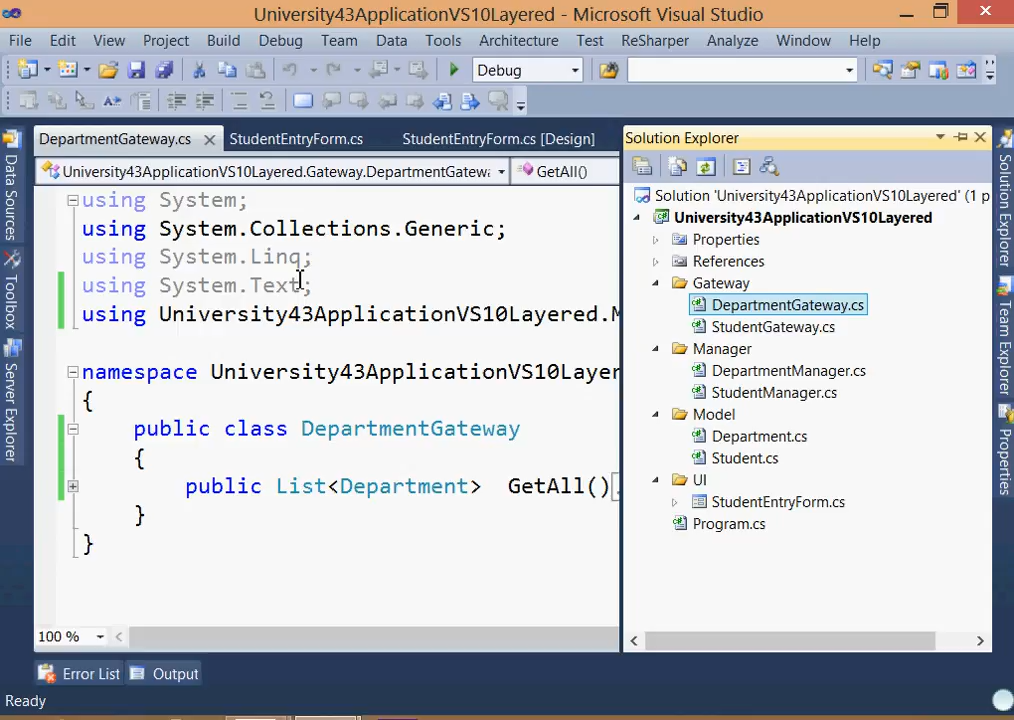 University43ApplicationVS10Layered - Microsoft Visual Studio
File Edit View Project Build Debug Team Data Tools Architecture Test ReSharper Analyze Window Help
Debug
DepartmentGateway.cs StudentEntryForm.cs StudentEntryForm.cs [Design]
University43ApplicationVS10Layered.Gateway.DepartmentGatewa GetAll()
using System;
using System.Collections.Generic;
using System.Linq;
using System.Text;
using University43ApplicationVS10Layered.M
namespace University43ApplicationVS10Layer
{
public class DepartmentGateway
{
public List<Department> GetAll()
}
}
100 %
Data Sources
Toolbox
Server Explorer
Solution Explorer
Solution 'University43ApplicationVS10Layered' (1 p
University43ApplicationVS10Layered
Properties
References
Gateway
DepartmentGateway.cs
StudentGateway.cs
Manager
DepartmentManager.cs
StudentManager.cs
Model
Department.cs
Student.cs
UI
StudentEntryForm.cs
Program.cs
Solution Explorer
Team Explorer
Properties
Error List Output
Ready